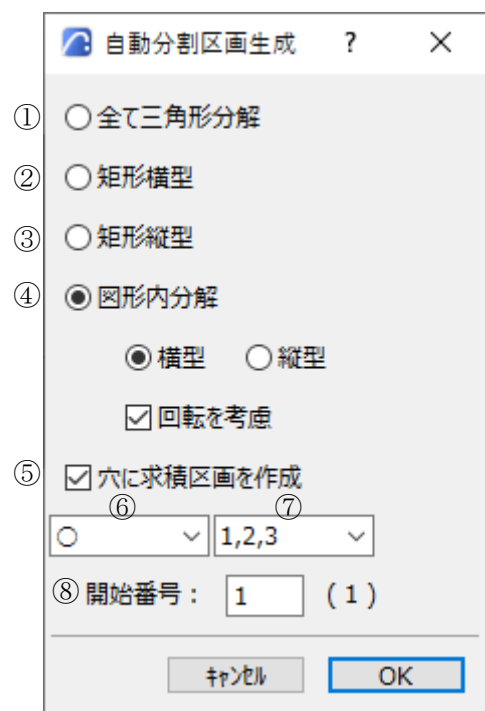 自動分割区画生成 ? ×
① 全て三角形分解
② 矩形横型
③ 矩形縦型
④ 図形内分解
横型 縦型
回転を考慮
⑤ 穴に求積区画を作成
⑥ ⑦
○ 1,2,3
⑧ 開始番号： 1 ( 1 )
ｷｬﾝｾﾙ OK